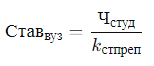 Став_вуз = Ч_студ / k_стпреп